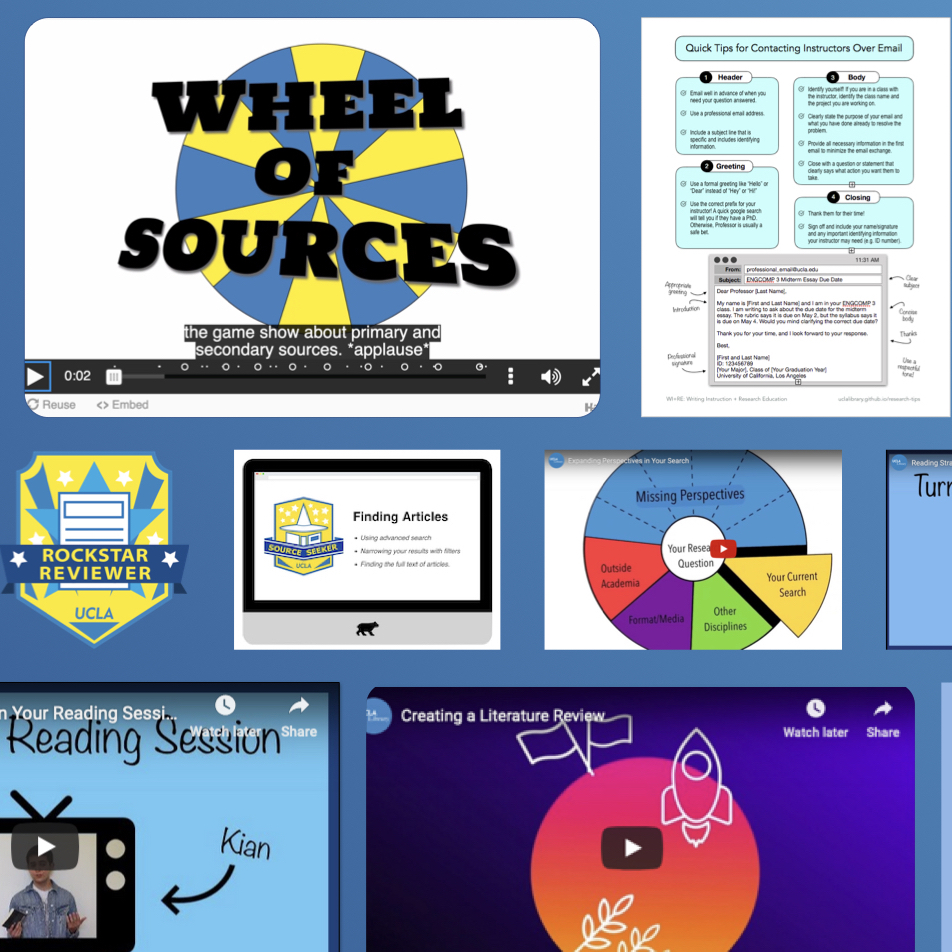 WHEEL
OF
SOURCES
the game show about primary and
secondary sources. *applause*
0:02
Reuse
<> Embed
Quick Tips for Contacting Instructors Over Email
1 Header
Email well in advance of when you
need your question answered.
Use a professional email address.
Include a subject line that is
specific and includes identifying
information.
2 Greeting
Use a formal greeting like "Hello" or
"Dear" instead of "Hey" or "Hi!"
Use the correct prefix for your
instructor! A quick google search
will tell you if they have a PhD.
Otherwise, Professor is usually a
safe bet.
3 Body
Identify yourself! If you are in a class with
the instructor, identify the class name and
the project you are working on.
Clearly state the purpose of your email and
what you have done already to resolve the
problem.
Provide all necessary information in the first
email to minimize the email exchange.
Close with a question or statement that
clearly says what action you want them to
take.
4 Closing
Thank them for their time!
Sign off and include your name/signature
and any important identifying information
your instructor may need (e.g. ID number).
11:31 AM
From: professional_email@ucla.edu
Subject: ENGCOMP 3 Midterm Essay Due Date
Dear Professor [Last Name],
My name is [First and Last Name] and I am in your ENGCOMP 3
class. I am writing to ask about the due date for the midterm
essay. The rubric says it is due on May 2, but the syllabus says it
is due on May 4. Would you mind clarifying the correct due date?
Thank you for your time, and I look forward to your response.
Best,
[First and Last Name]
ID: 123456789
[Your Major], Class of [Your Graduation Year]
University of California, Los Angeles
Appropriate
greeting
Introduction
Professional
signature
Clear
subject
Concise
body
Thanks
Use a
respectful
tone!
WI+RE: Writing Instruction + Research Education
uclalibrary.github.io/research-tips
ROCKSTAR
REVIEWER
UCLA
SOURCE SEEKER
UCLA
Finding Articles
• Using advanced search
• Narrowing your results with filters
• Finding the full text of articles.
Expanding Perspectives in Your Search
Missing Perspectives
Your Resea
Question
Outside
Academia
Format/Media
Other
Disciplines
Your Current
Search
Reading Stra
Turn
n Your Reading Sessi...
Watch later
Share
Reading Session
Kian
Creating a Literature Review
Watch later
Share